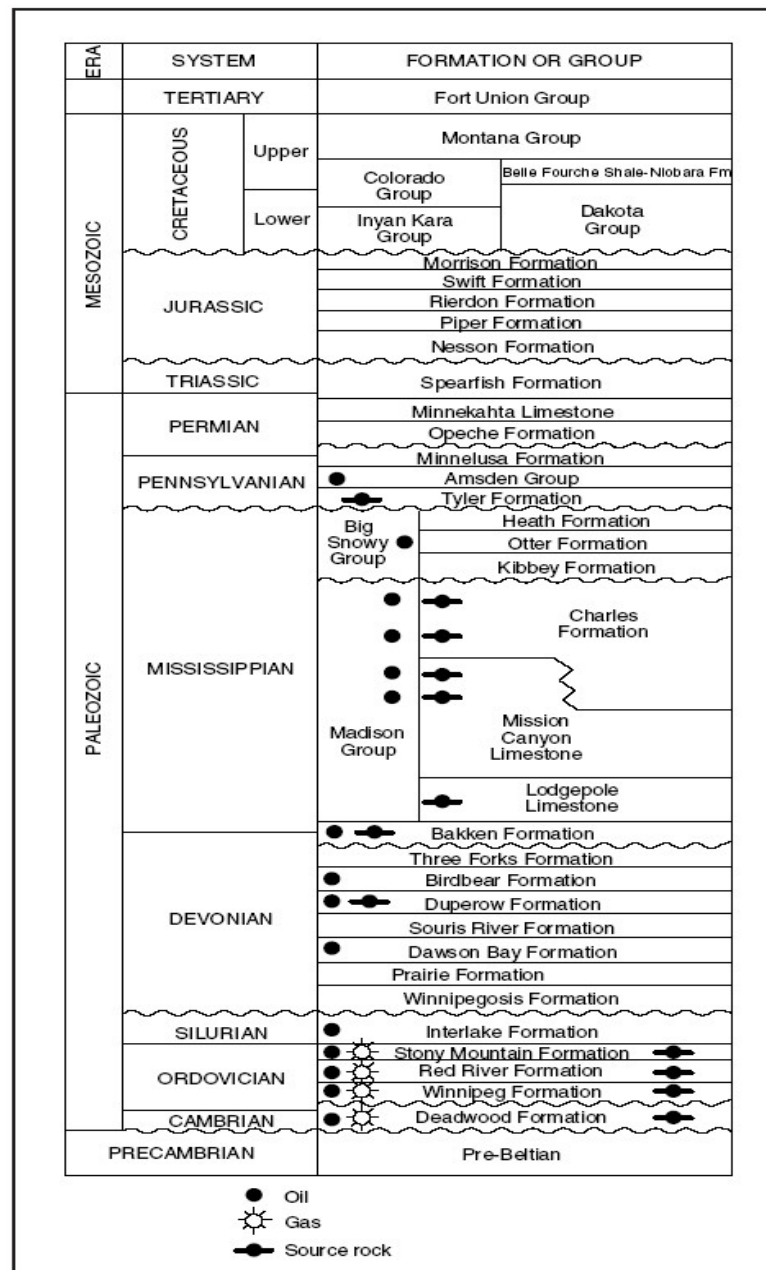 ERA
SYSTEM
FORMATION OR GROUP
TERTIARY
Fort Union Group
MESOZOIC
CRETACEOUS
Upper
Lower
Montana Group
Colorado
Group
Belle Fourche Shale-Niobara Fm
Inyan Kara
Group
Dakota
Group
JURASSIC
Morrison Formation
Swift Formation
Rierdon Formation
Piper Formation
Nesson Formation
TRIASSIC
Spearfish Formation
PALEOZOIC
PERMIAN
Minnekahta Limestone
Opeche Formation
PENNSYLVANIAN
Minnelusa Formation
Amsden Group
Tyler Formation
MISSISSIPPIAN
Big
Snowy
Group
Heath Formation
Otter Formation
Kibbey Formation
Madison
Group
Charles
Formation
Mission
Canyon
Limestone
Lodgepole
Limestone
Bakken Formation
DEVONIAN
Three Forks Formation
Birdbear Formation
Duperow Formation
Souris River Formation
Dawson Bay Formation
Prairie Formation
Winnipegosis Formation
SILURIAN
Interlake Formation
ORDOVICIAN
Stony Mountain Formation
Red River Formation
Winnipeg Formation
CAMBRIAN
Deadwood Formation
PRECAMBRIAN
Pre-Beltian
Oil
Gas
Source rock